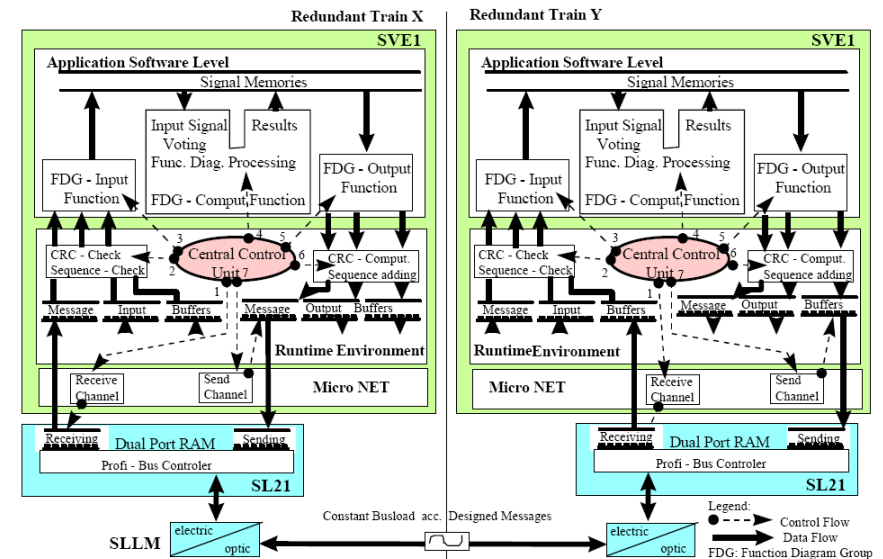 Redundant Train X
SVE1
Application Software Level
Signal Memories
Input Signal
Voting
Func. Diag. Processing
Results
FDG - Comput Function
FDG - Input
Function
FDG - Output
Function
3
4
5
CRC - Check
Sequence - Check
2
Central Control
Unit
1
7
6
CRC - Comput.
Sequence adding
Message
Input
Buffers
Message
Output
Buffers
Runtime Environment
Receive
Channel
Send
Channel
Micro NET
Receiving
Dual Port RAM
Sending
Profi - Bus Controler
SL21
SLLM
electric
optic
Constant Busload acc. Designed Messages
Redundant Train Y
SVE1
Application Software Level
Signal Memories
Input Signal
Voting
Func. Diag. Processing
Results
FDG - Comput Function
FDG - Input
Function
FDG - Output
Function
3
4
5
CRC - Check
Sequence - Check
2
Central Control
Unit
1
7
6
CRC - Comput.
Sequence adding
Message
Input
Buffers
Message
Output
Buffers
RuntimeEnvironment
Micro NET
Receive
Channel
Send
Channel
Receiving
Dual Port RAM
Sending
Profi - Bus Controler
SL21
electric
optic
Legend:
Control Flow
Data Flow
FDG: Function Diagram Group